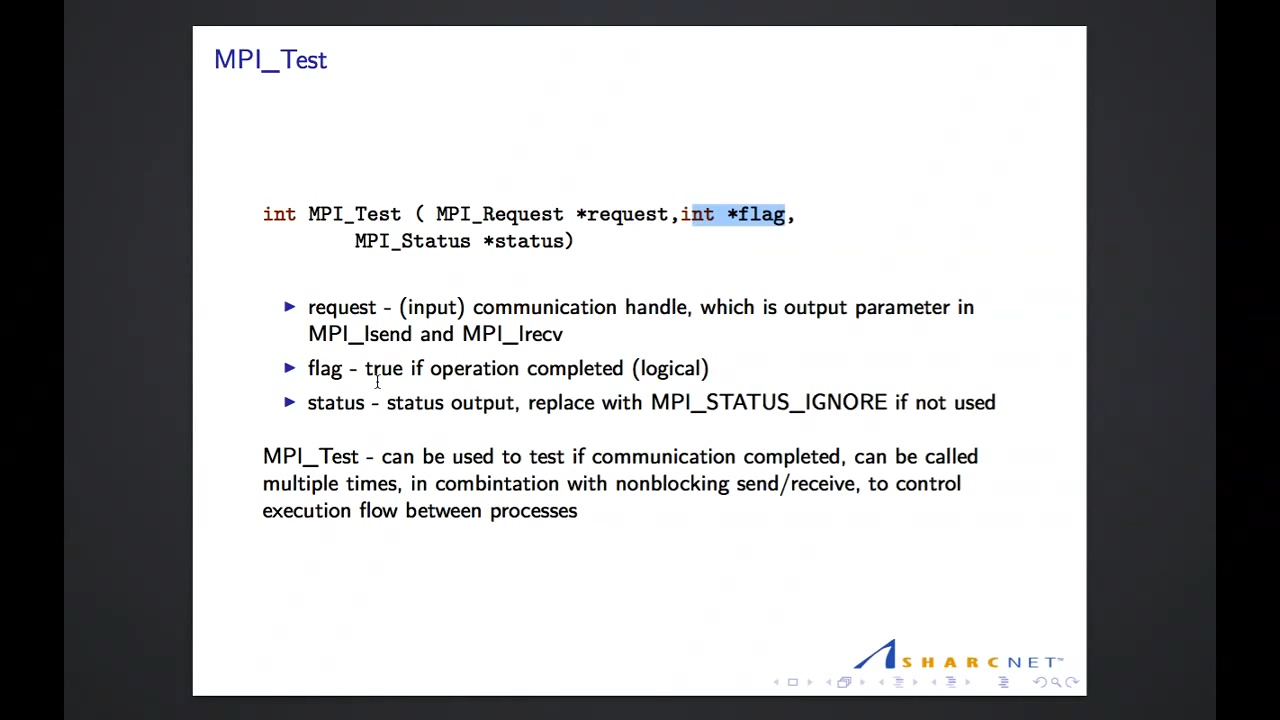 MPI_Test
int MPI_Test ( MPI_Request *request,int *flag,
MPI_Status *status)
request - (input) communication handle, which is output parameter in
MPI_Isend and MPI_Irecv
flag - true if operation completed (logical)
status - status output, replace with MPI_STATUS_IGNORE if not used
MPI_Test - can be used to test if communication completed, can be called
multiple times, in combintation with nonblocking send/receive, to control
execution flow between processes
SHARCNET™